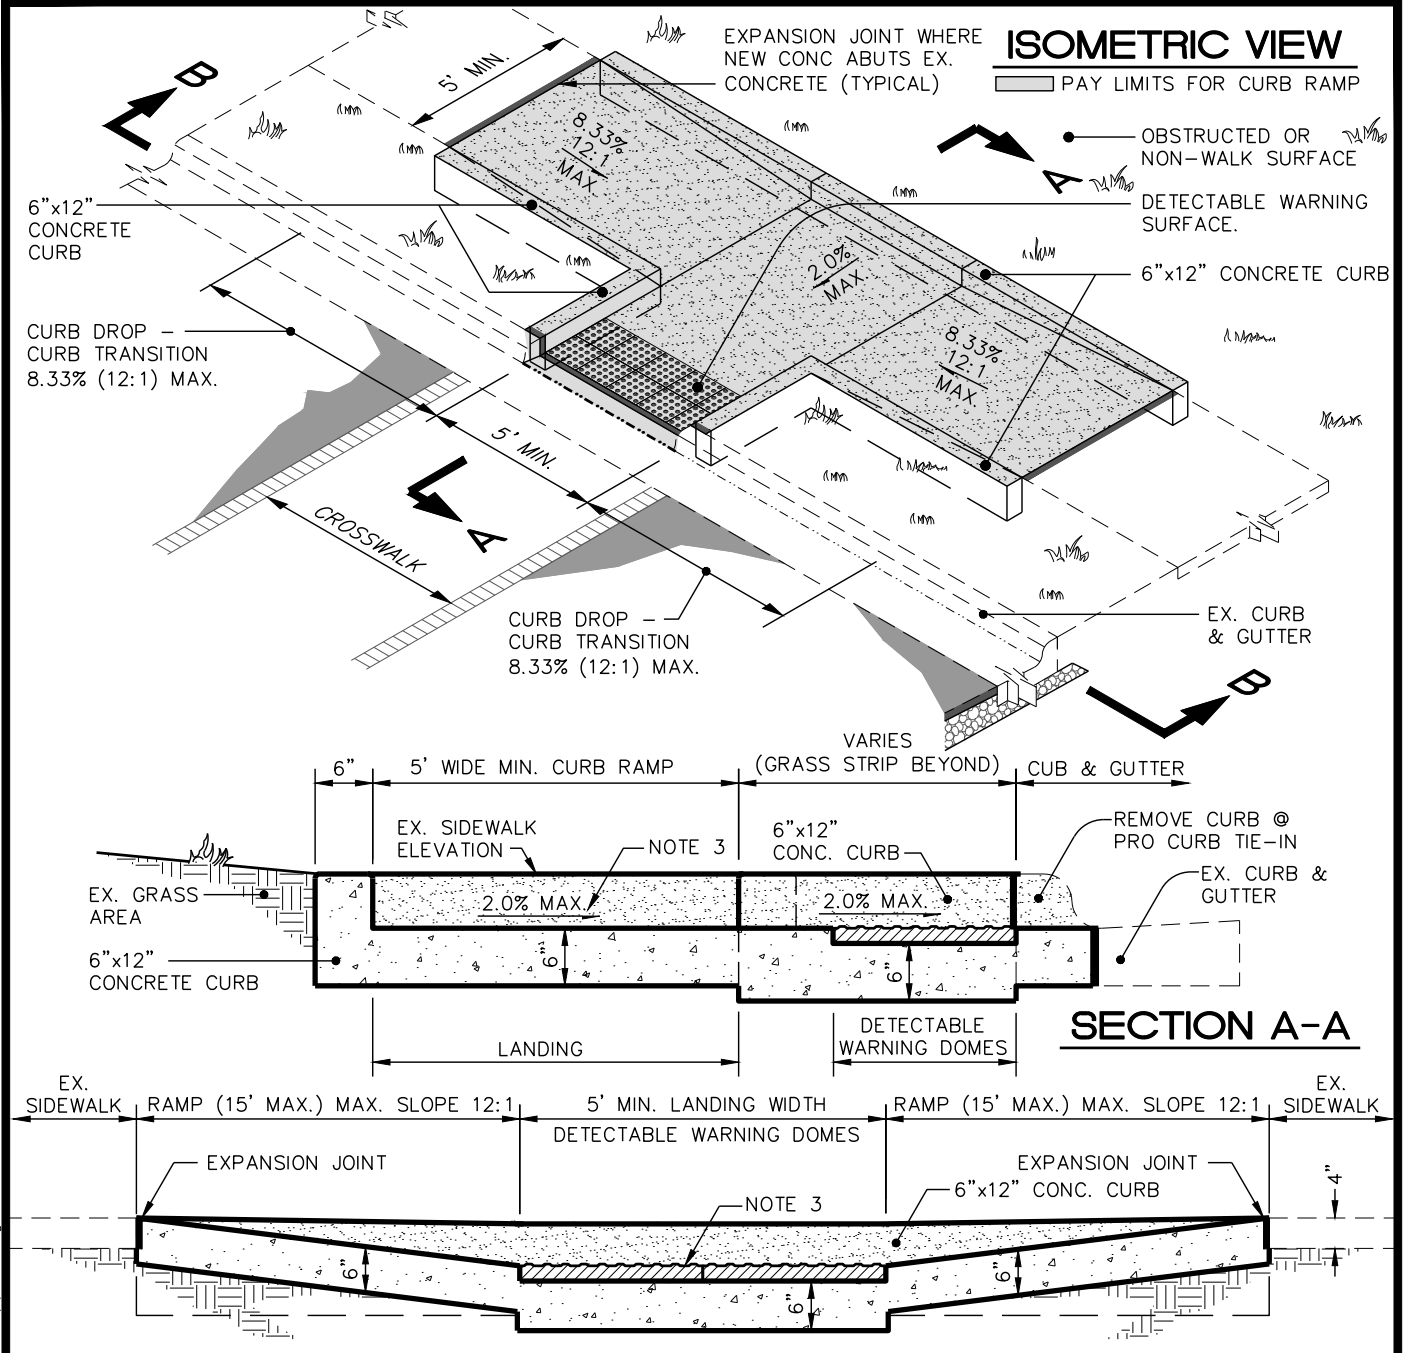 EXPANSION JOINT WHERE
NEW CONC ABUTS EX.
CONCRETE (TYPICAL)
ISOMETRIC VIEW
PAY LIMITS FOR CURB RAMP
5' MIN.
B
8.33%
12:1
MAX.
OBSTRUCTED OR
NON-WALK SURFACE
A
DETECTABLE WARNING
SURFACE.
6"x12"
CONCRETE
CURB
2.0%
MAX
6"x12" CONCRETE CURB
CURB DROP –
CURB TRANSITION
8.33% (12:1) MAX.
8.33%
12:1
MAX.
5' MIN.
A
CROSSWALK
CURB DROP –
CURB TRANSITION
8.33% (12:1) MAX.
EX. CURB
& GUTTER
B
6"
5' WIDE MIN. CURB RAMP
VARIES
(GRASS STRIP BEYOND)
CUB & GUTTER
EX. SIDEWALK
ELEVATION
NOTE 3
6"x12"
CONC. CURB
REMOVE CURB @
PRO CURB TIE-IN
EX. GRASS
AREA
2.0% MAX.
2.0% MAX.
EX. CURB &
GUTTER
6"x12"
CONCRETE CURB
6"
6"
LANDING
DETECTABLE
WARNING DOMES
SECTION A-A
EX.
SIDEWALK
RAMP (15' MAX.) MAX. SLOPE 12:1
5' MIN. LANDING WIDTH
DETECTABLE WARNING DOMES
RAMP (15' MAX.) MAX. SLOPE 12:1
EX.
SIDEWALK
EXPANSION JOINT
EXPANSION JOINT
NOTE 3
6"x12" CONC. CURB
4"
6"
6"
6"